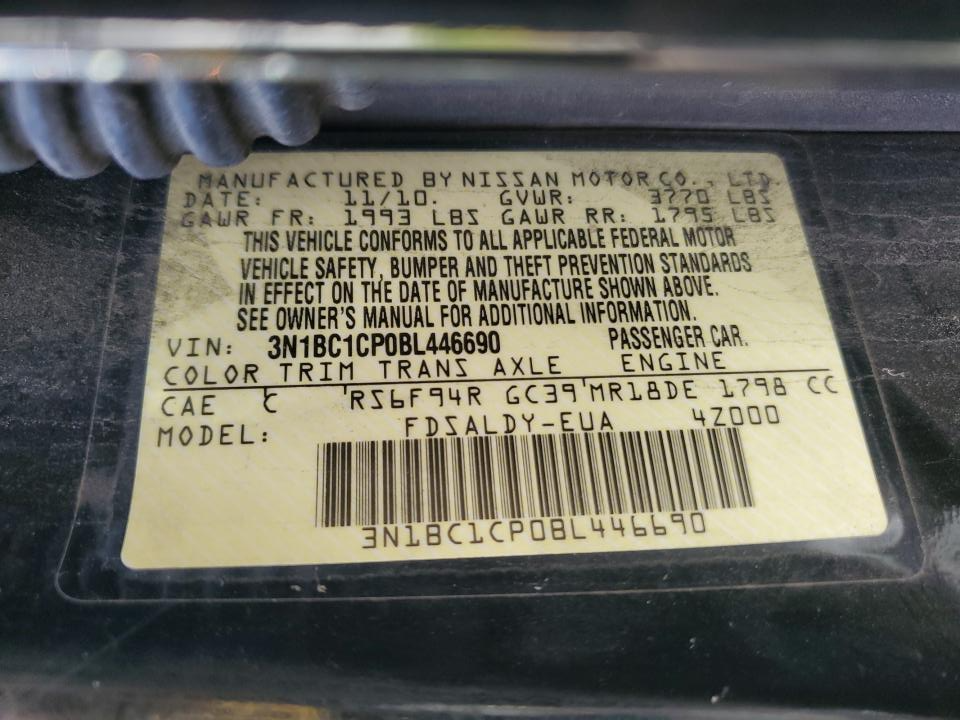 MANUFACTURED BY NISSAN MOTOR CO., LTD.
DATE: 11/10. GVWR: 3770 LBS
GAWR FR: 1993 LBS GAWR RR: 1795 LBS
THIS VEHICLE CONFORMS TO ALL APPLICABLE FEDERAL MOTOR
VEHICLE SAFETY, BUMPER AND THEFT PREVENTION STANDARDS
IN EFFECT ON THE DATE OF MANUFACTURE SHOWN ABOVE.
SEE OWNER'S MANUAL FOR ADDITIONAL INFORMATION.
VIN: 3N1BC1CP0BL446690 PASSENGER CAR.
COLOR TRIM TRANS AXLE ENGINE
CAE C RS6F94R GC39 MR18DE 1798 CC
MODEL: FDSALDY-EUA 4Z000
3N1BC1CP0BL446690